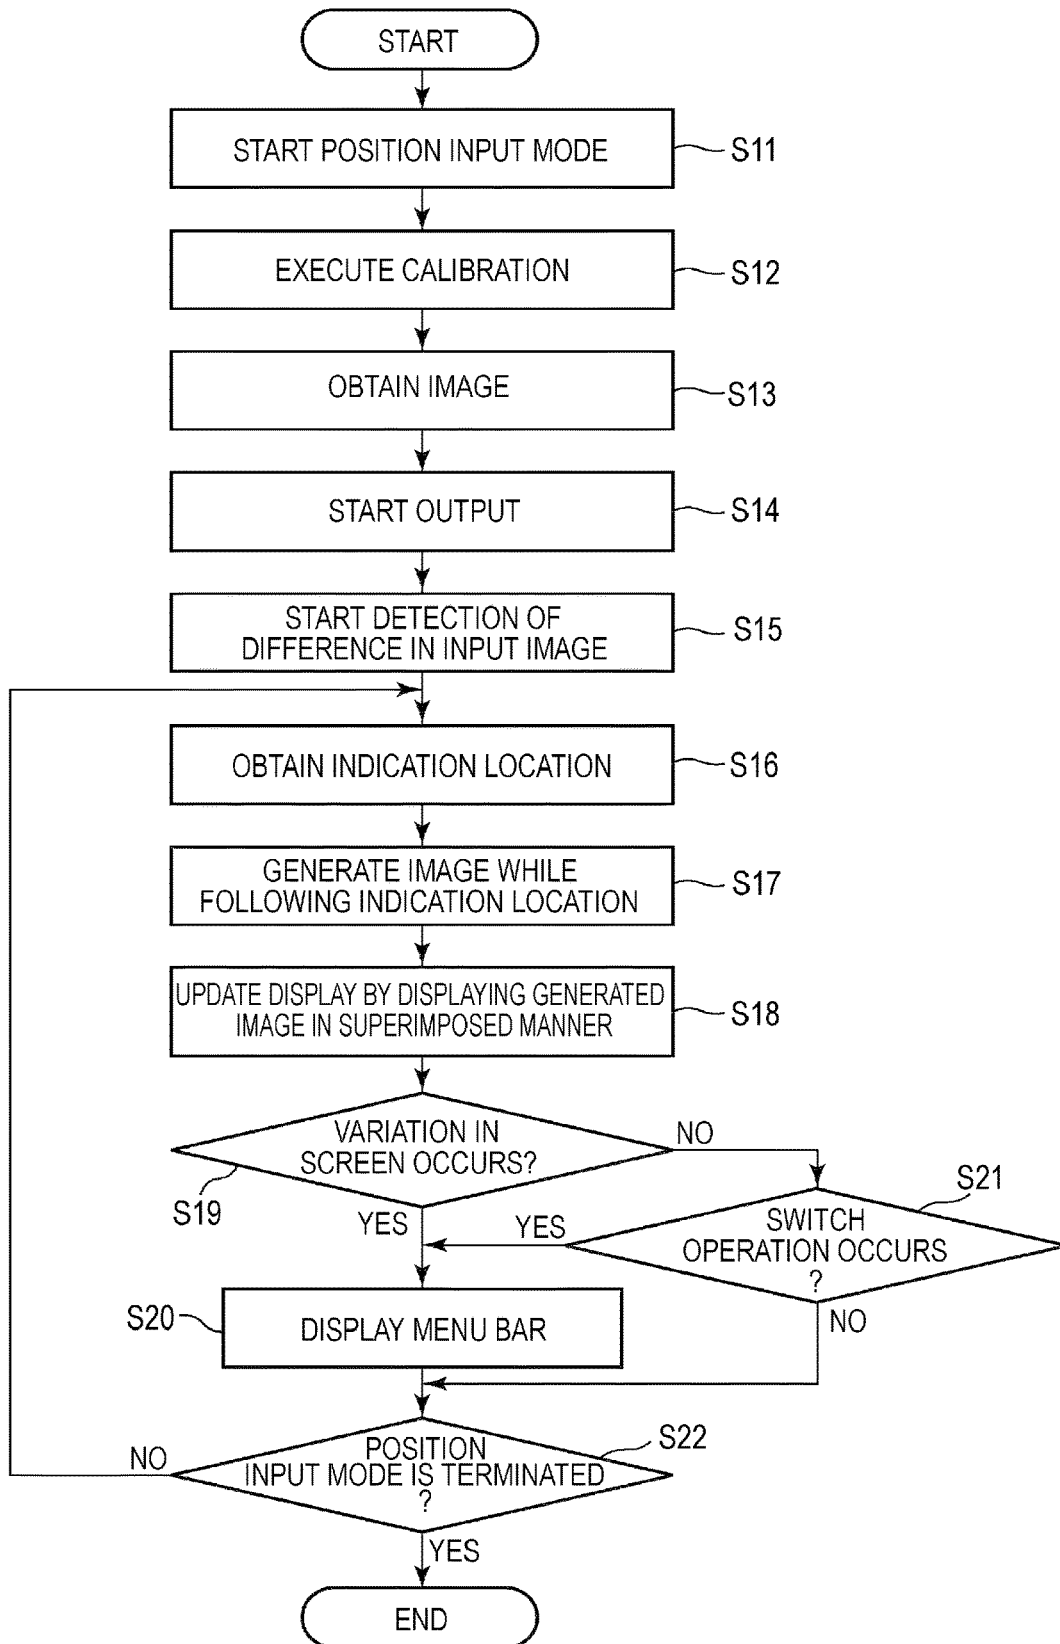 START
START POSITION INPUT MODE
S11
EXECUTE CALIBRATION
S12
OBTAIN IMAGE
S13
START OUTPUT
S14
START DETECTION OF
DIFFERENCE IN INPUT IMAGE
S15
OBTAIN INDICATION LOCATION
S16
GENERATE IMAGE WHILE
FOLLOWING INDICATION LOCATION
S17
UPDATE DISPLAY BY DISPLAYING GENERATED
IMAGE IN SUPERIMPOSED MANNER
S18
VARIATION IN
SCREEN OCCURS?
S19
NO
YES
SWITCH
OPERATION OCCURS
?
S21
YES
NO
DISPLAY MENU BAR
S20
POSITION
INPUT MODE IS TERMINATED
?
S22
NO
YES
END